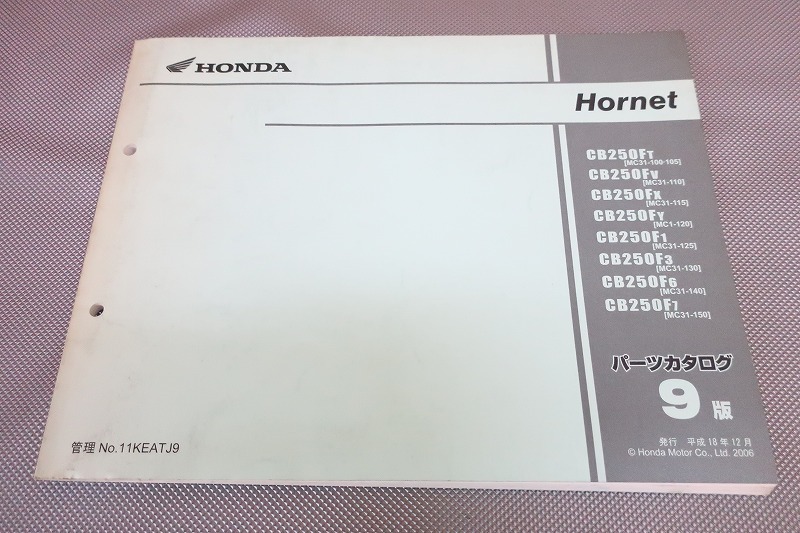 HONDA
Hornet
CB250FT
[MC31-100·105]
CB250FV
[MC31-110]
CB250FX
[MC31-115]
CB250FY
[MC1-120]
CB250F1
[MC31-125]
CB250F3
[MC31-130]
CB250F6
[MC31-140]
CB250F7
[MC31-150]
パーツカタログ
9版
発行 平成18年12月
© Honda Motor Co., Ltd. 2006
管理 No.11KEATJ9